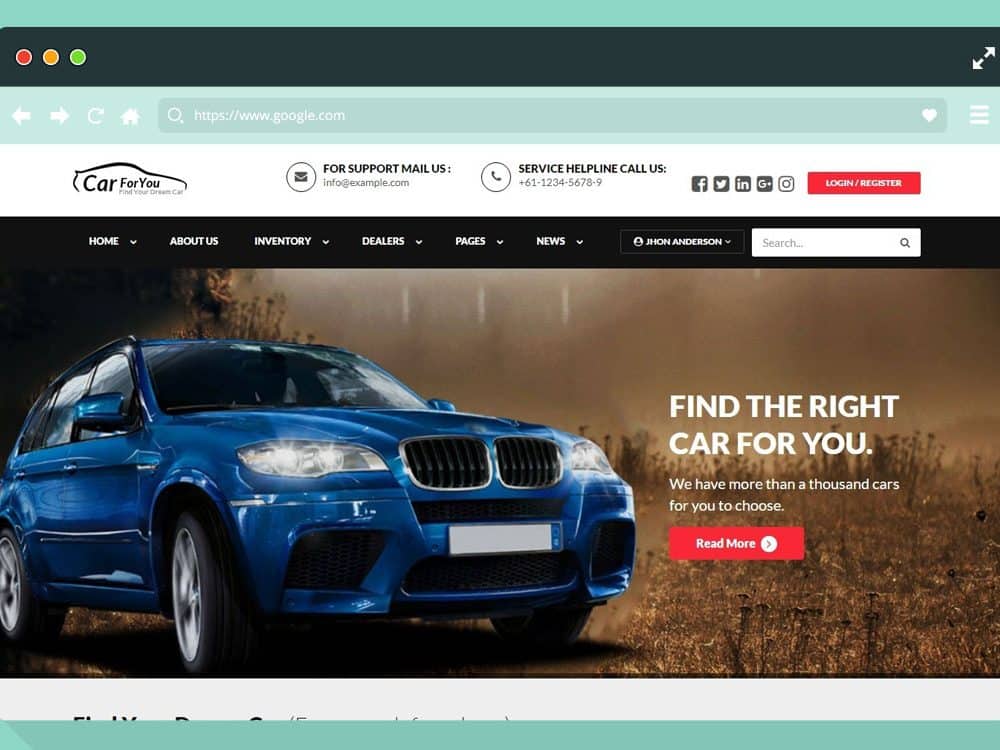 https://www.google.com
Car ForYou
Find Your Dream Car
FOR SUPPORT MAIL US :
info@example.com
SERVICE HELPLINE CALL US:
+61-1234-5678-9
LOGIN / REGISTER
HOME
ABOUT US
INVENTORY
DEALERS
PAGES
NEWS
JHON ANDERSON
Search...
FIND THE RIGHT
CAR FOR YOU.
We have more than a thousand cars
for you to choose.
Read More